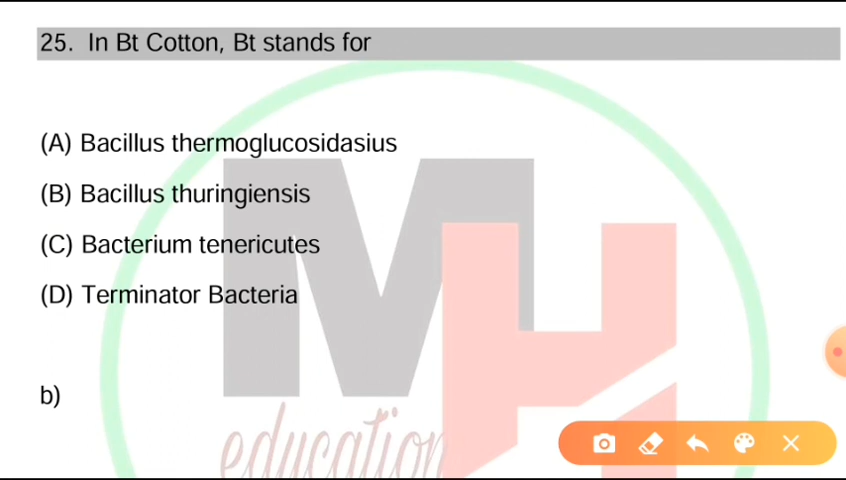 25. In Bt Cotton, Bt stands for
(A) Bacillus thermoglucosidasius
(B) Bacillus thuringiensis
(C) Bacterium tenericutes
(D) Terminator Bacteria
b)
MH
education